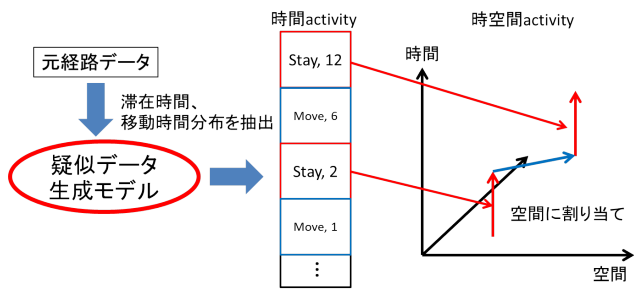 時間activity
時空間activity
元経路データ
滞在時間、
移動時間分布を抽出
疑似データ
生成モデル
Stay, 12
Move, 6
Stay, 2
Move, 1
⋮
時間
空間に割り当て
空間